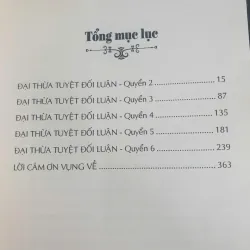 Tổng mục lục
ĐẠI THỪA TUYỆT ĐỐI LUẬN - Quyển 2 ........................ 15
ĐẠI THỪA TUYỆT ĐỐI LUẬN - Quyển 3 ........................ 87
ĐẠI THỪA TUYỆT ĐỐI LUẬN - Quyển 4 ...................... 135
ĐẠI THỪA TUYỆT ĐỐI LUẬN - Quyển 5 ...................... 181
ĐẠI THỪA TUYỆT ĐỐI LUẬN - Quyển 6 ...................... 239
LỜI CẢM ƠN VỤNG VỀ ...................................... 363